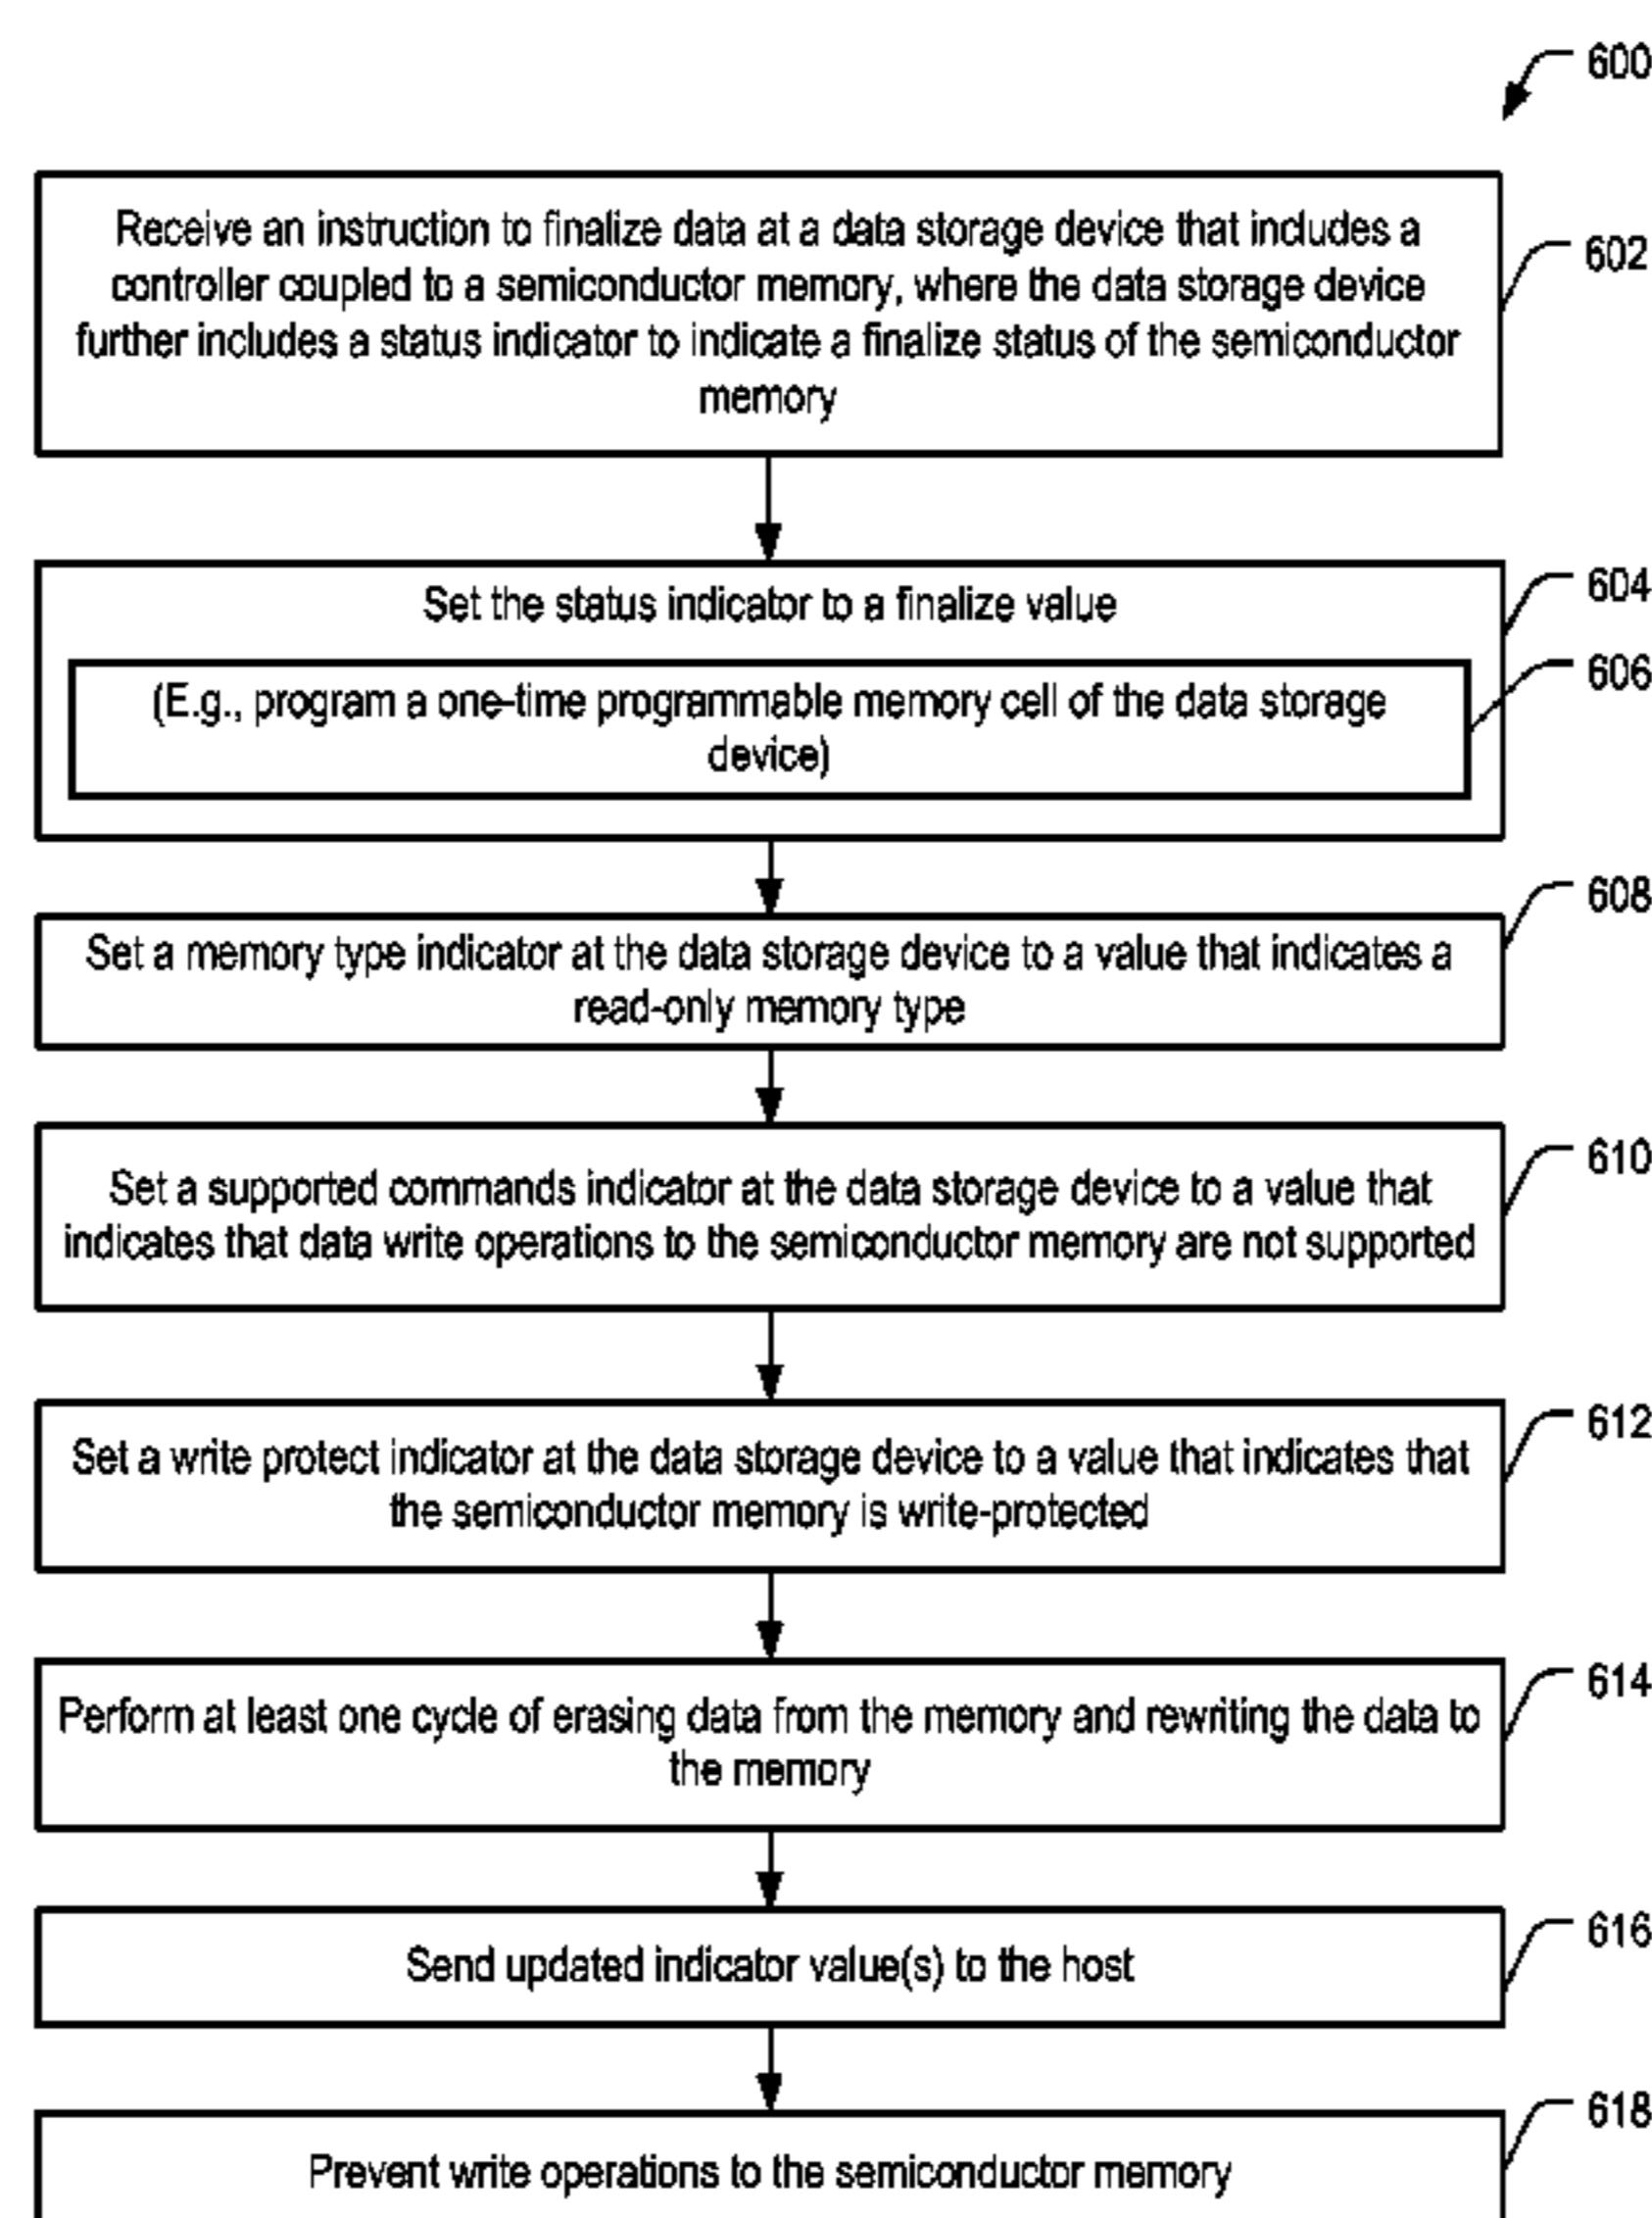 600
Receive an instruction to finalize data at a data storage device that includes a
controller coupled to a semiconductor memory, where the data storage device
further includes a status indicator to indicate a finalize status of the semiconductor
memory
602
Set the status indicator to a finalize value
604
(E.g., program a one-time programmable memory cell of the data storage
device)
606
Set a memory type indicator at the data storage device to a value that indicates a
read-only memory type
608
Set a supported commands indicator at the data storage device to a value that
indicates that data write operations to the semiconductor memory are not supported
610
Set a write protect indicator at the data storage device to a value that indicates that
the semiconductor memory is write-protected
612
Perform at least one cycle of erasing data from the memory and rewriting the data to
the memory
614
Send updated indicator value(s) to the host
616
Prevent write operations to the semiconductor memory
618